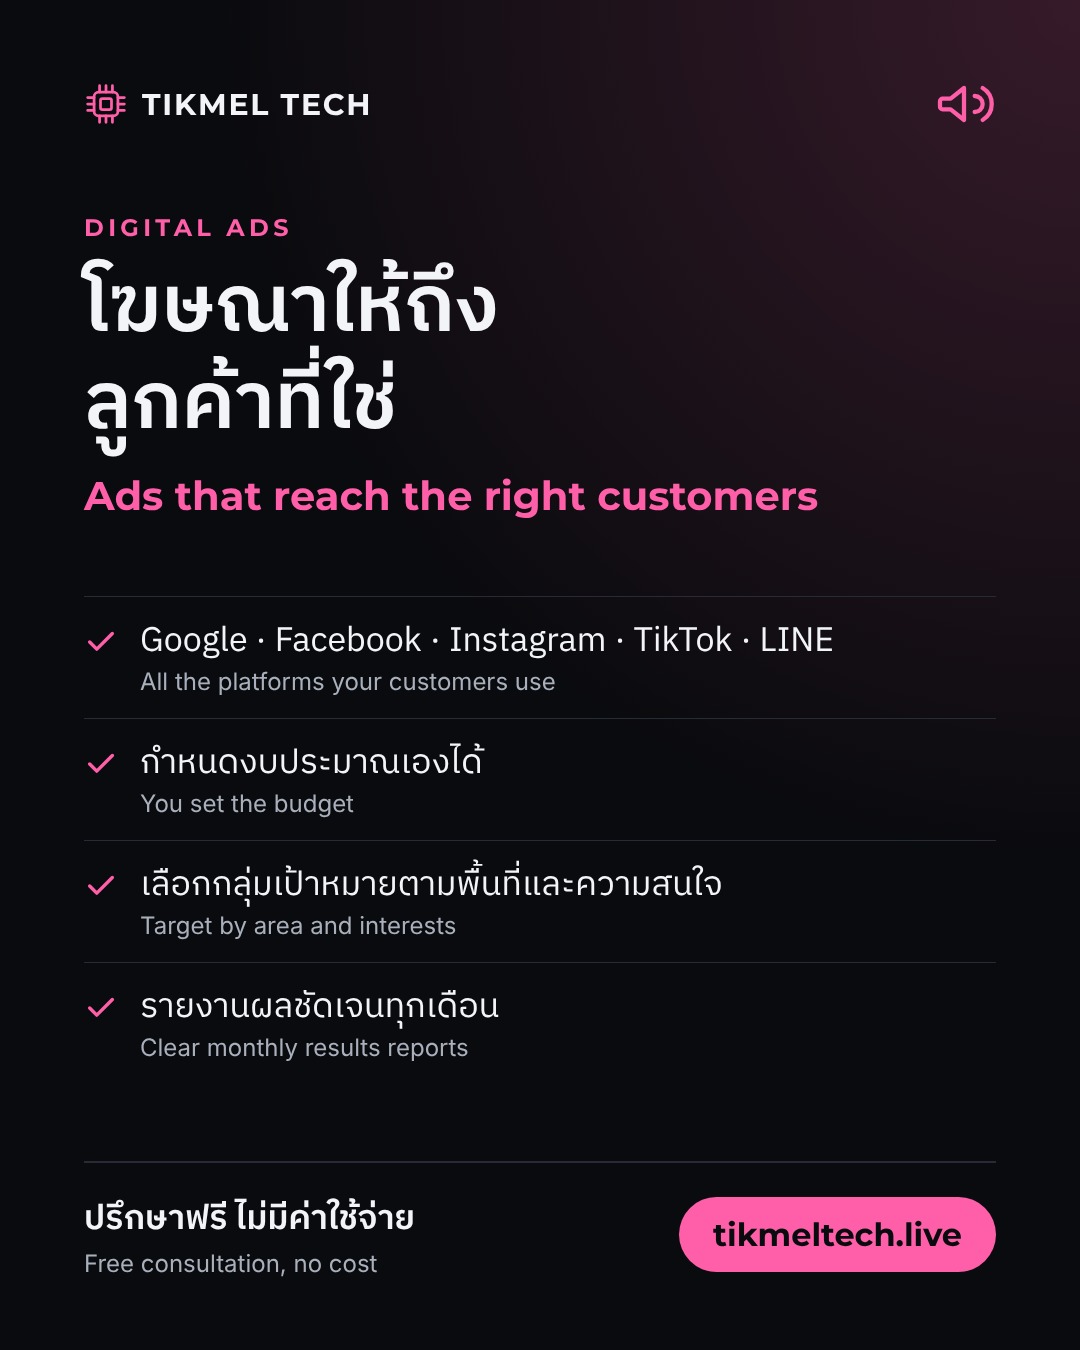 TIKMEL TECH
DIGITAL ADS
โฆษณาให้ถึง
ลูกค้าที่ใช่
Ads that reach the right customers
Google · Facebook · Instagram · TikTok · LINE
All the platforms your customers use
กำหนดงบประมาณเองได้
You set the budget
เลือกกลุ่มเป้าหมายตามพื้นที่และความสนใจ
Target by area and interests
รายงานผลชัดเจนทุกเดือน
Clear monthly results reports
ปรึกษาฟรี ไม่มีค่าใช้จ่าย
Free consultation, no cost
tikmeltech.live